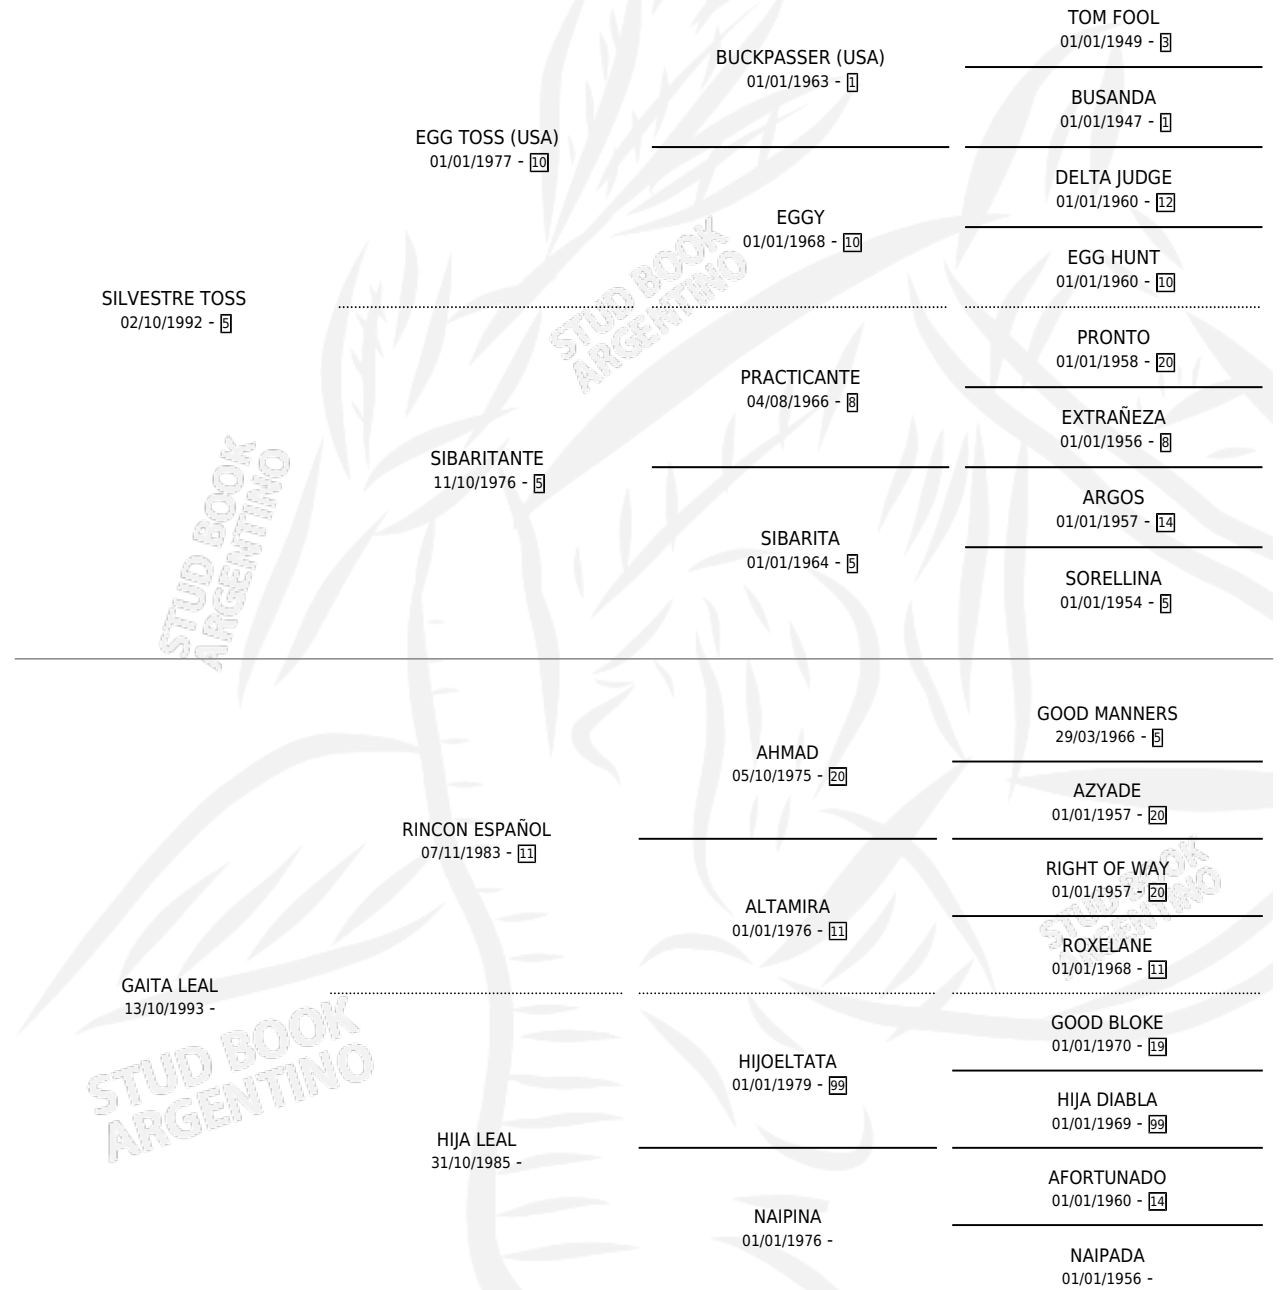 TOM FOOL
01/01/1949 - 3
BUCKPASSER (USA)
01/01/1963 - 1
BUSANDA
01/01/1947 - 1
EGG TOSS (USA)
01/01/1977 - 10
DELTA JUDGE
01/01/1960 - 12
EGGY
01/01/1968 - 10
EGG HUNT
01/01/1960 - 10
SILVESTRE TOSS
02/10/1992 - 5
PRONTO
01/01/1958 - 20
PRACTICANTE
04/08/1966 - 8
EXTRAÑEZA
01/01/1956 - 8
SIBARITANTE
11/10/1976 - 5
ARGOS
01/01/1957 - 14
SIBARITA
01/01/1964 - 5
SORELLINA
01/01/1954 - 5
STUD BOOK
ARGENTINO
STUD BOOK
ARGENTINO
GOOD MANNERS
29/03/1966 - 5
AHMAD
05/10/1975 - 20
AZYADE
01/01/1957 - 20
RINCON ESPAÑOL
07/11/1983 - 11
RIGHT OF WAY
01/01/1957 - 20
ALTAMIRA
01/01/1976 - 11
ROXELANE
01/01/1968 - 11
STUD BOOK
ARGENTINO
GAITA LEAL
13/10/1993 -
GOOD BLOKE
01/01/1970 - 19
HIJOELTATA
01/01/1979 - 99
HIJA DIABLA
01/01/1969 - 99
HIJA LEAL
31/10/1985 -
AFORTUNADO
01/01/1960 - 14
NAIPINA
01/01/1976 -
NAIPADA
01/01/1956 -
STUD BOOK
ARGENTINO